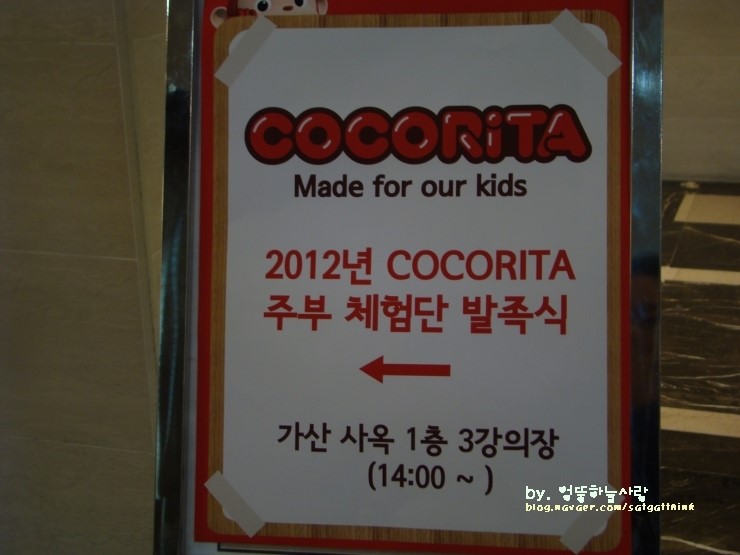 COCORiTA
Made for our kids
2012년 COCORITA
주부 체험단 발족식
가산 사옥 1층 3강의장
(14:00 ~ )
by. 엉뚱하늘사랑